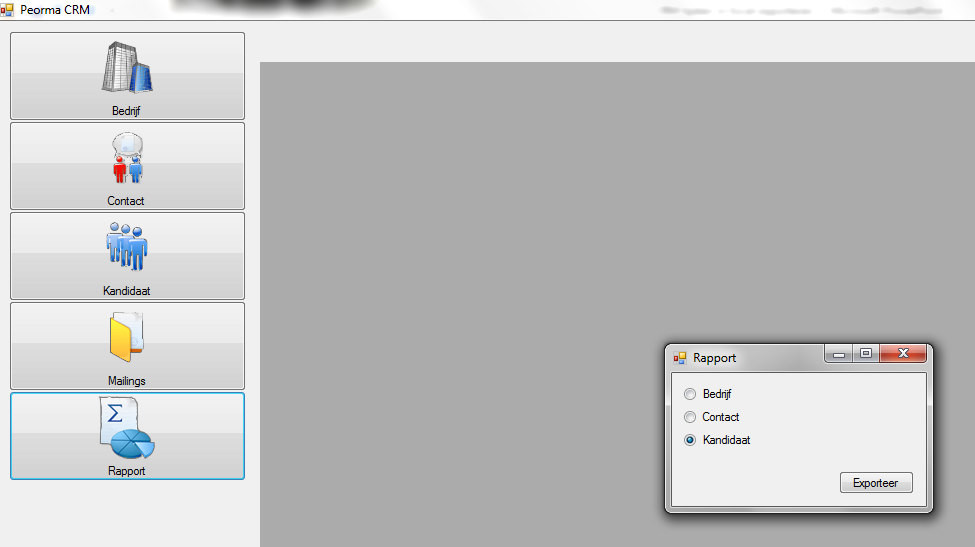 Peorma CRM
Bedrijf
Contact
Kandidaat
Mailings
Σ
Rapport
Rapport
Bedrijf
Contact
Kandidaat
Exporteer